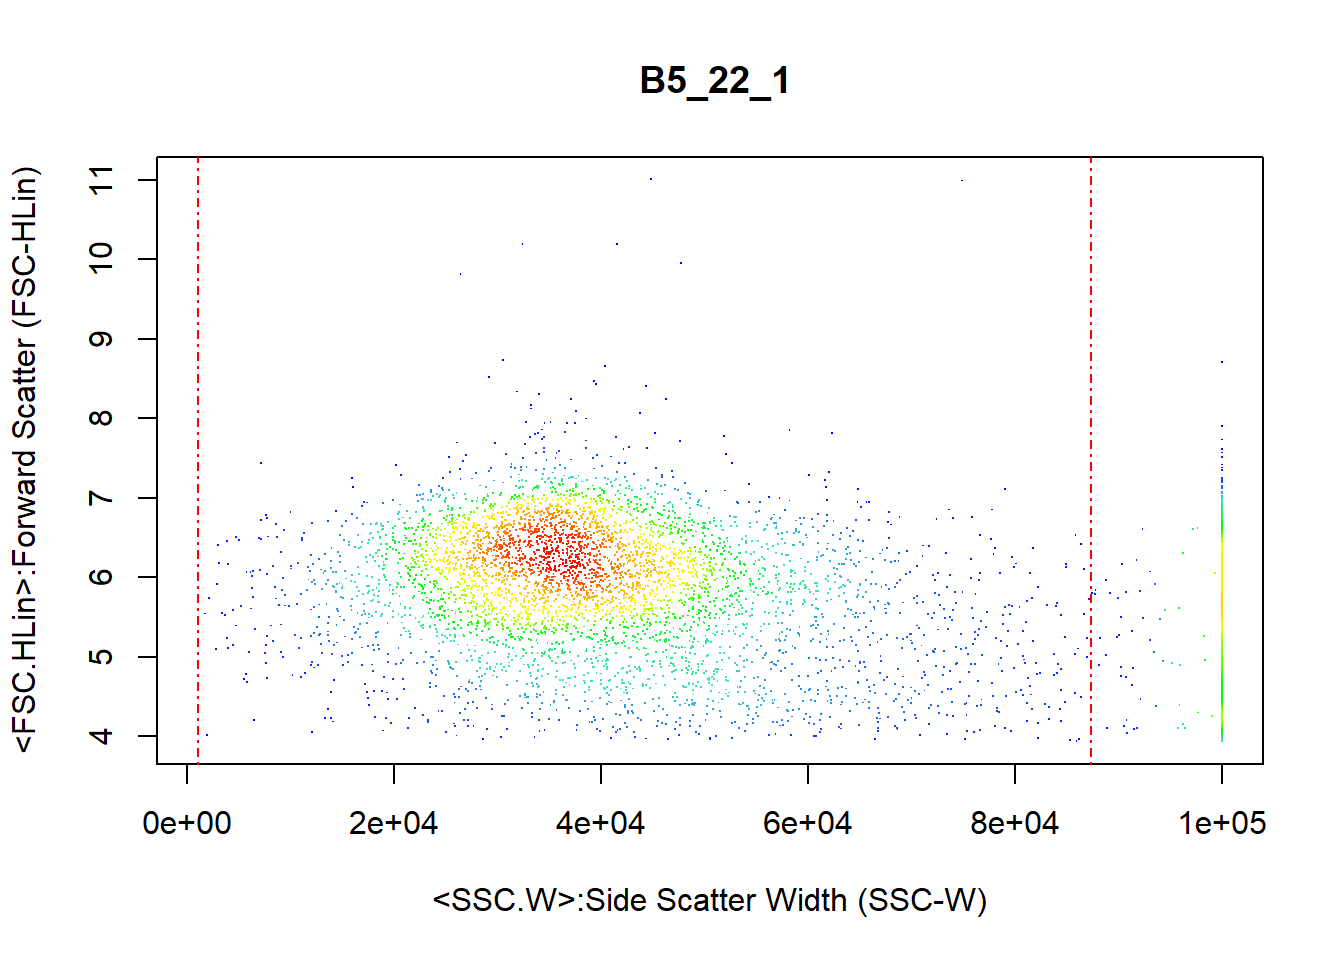 B5_22_1
<FSC.HLin>:Forward Scatter (FSC-HLin)
11
10
9
8
7
6
5
4
0e+00 2e+04 4e+04 6e+04 8e+04 1e+05
<SSC.W>:Side Scatter Width (SSC-W)